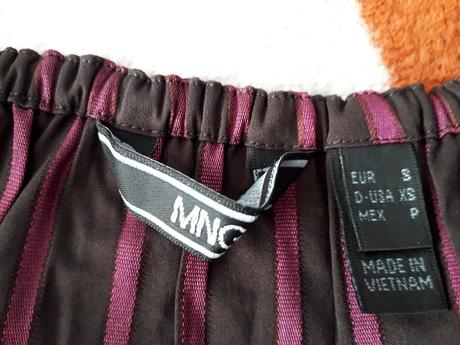 MNG
EUR S
D-USA XS
MEX P
MADE IN
VIETNAM